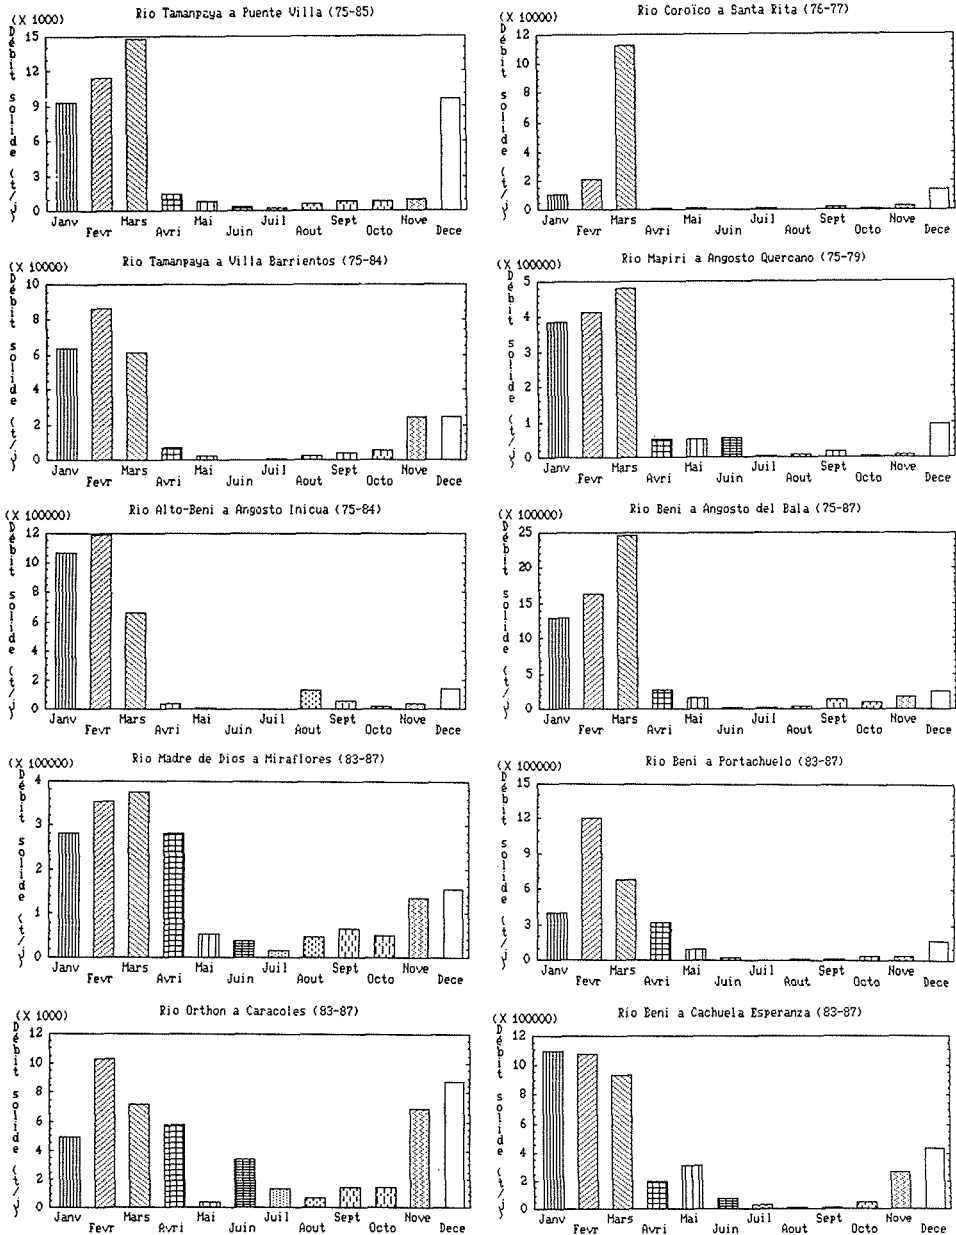 Rio Tamanpaya a Puente Villa (75-85)
(X 1000)
Débit solide (t/j)
15
12
9
6
3
0
Janv Fevr Mars Avri Mai Juin Juil Aout Sept Octo Nove Dece
Rio Coroïco a Santa Rita (76-77)
(X 10000)
Débit solide (t/j)
12
10
8
6
4
2
0
Janv Fevr Mars Avri Mai Juin Juil Aout Sept Octo Nove Dece
Rio Tamanpaya a Villa Barrientos (75-84)
(X 10000)
Débit solide (t/j)
10
8
6
4
2
0
Janv Fevr Mars Avri Mai Juin Juil Aout Sept Octo Nove Dece
Rio Mapiri a Angosto Quercano (75-79)
(X 100000)
Débit solide (t/j)
5
4
3
2
1
0
Janv Fevr Mars Avri Mai Juin Juil Aout Sept Octo Nove Dece
Rio Alto-Beni a Angosto Inicua (75-84)
(X 100000)
Débit solide (t/j)
12
10
8
6
4
2
0
Janv Fevr Mars Avri Mai Juin Juil Aout Sept Octo Nove Dece
Rio Beni a Angosto del Bala (75-87)
(X 100000)
Débit solide (t/j)
25
20
15
10
5
0
Janv Fevr Mars Avri Mai Juin Juil Aout Sept Octo Nove Dece
Rio Madre de Dios a Miraflores (83-87)
(X 100000)
Débit solide (t/j)
4
3
2
1
0
Janv Fevr Mars Avri Mai Juin Juil Aout Sept Octo Nove Dece
Rio Beni a Portachuelo (83-87)
(X 100000)
Débit solide (t/j)
15
12
9
6
3
0
Janv Fevr Mars Avri Mai Juin Juil Aout Sept Octo Nove Dece
Rio Orthon a Caracoles (83-87)
(X 1000)
Débit solide (t/j)
12
10
8
6
4
2
0
Janv Fevr Mars Avri Mai Juin Juil Aout Sept Octo Nove Dece
Rio Beni a Cachuela Esperanza (83-87)
(X 100000)
Débit solide (t/j)
12
10
8
6
4
2
0
Janv Fevr Mars Avri Mai Juin Juil Aout Sept Octo Nove Dece